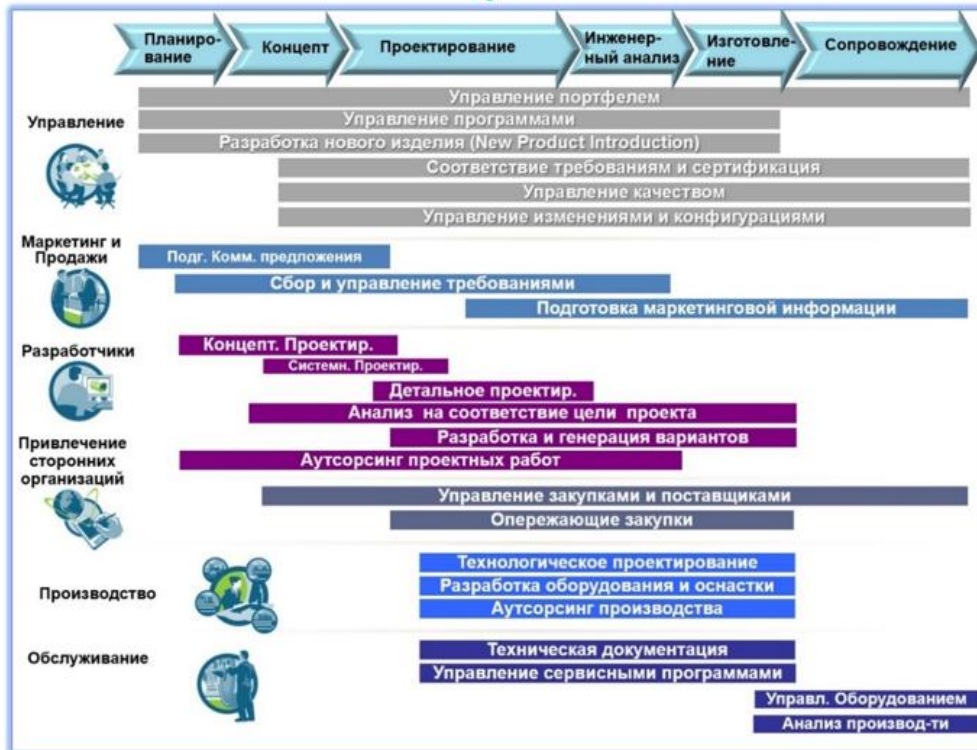 Планиро-
вание
Концепт
Проектирование
Инженер-
ный анализ
Изготовле-
ние
Сопровождение
Управление
Управление портфелем
Управление программами
Разработка нового изделия (New Product Introduction)
Соответствие требованиям и сертификация
Управление качеством
Управление изменениями и конфигурациями
Маркетинг и
Продажи
Подг. Комм. предложения
Сбор и управление требованиями
Подготовка маркетинговой информации
Разработчики
Концепт. Проектир.
Системн. Проектир.
Детальное проектир.
Анализ на соответствие цели проекта
Разработка и генерация вариантов
Привлечение
сторонних
организаций
Аутсорсинг проектных работ
Управление закупками и поставщиками
Опережающие закупки
Производство
Технологическое проектирование
Разработка оборудования и оснастки
Аутсорсинг производства
Обслуживание
Техническая документация
Управление сервисными программами
Управл. Оборудованием
Анализ производ-ти